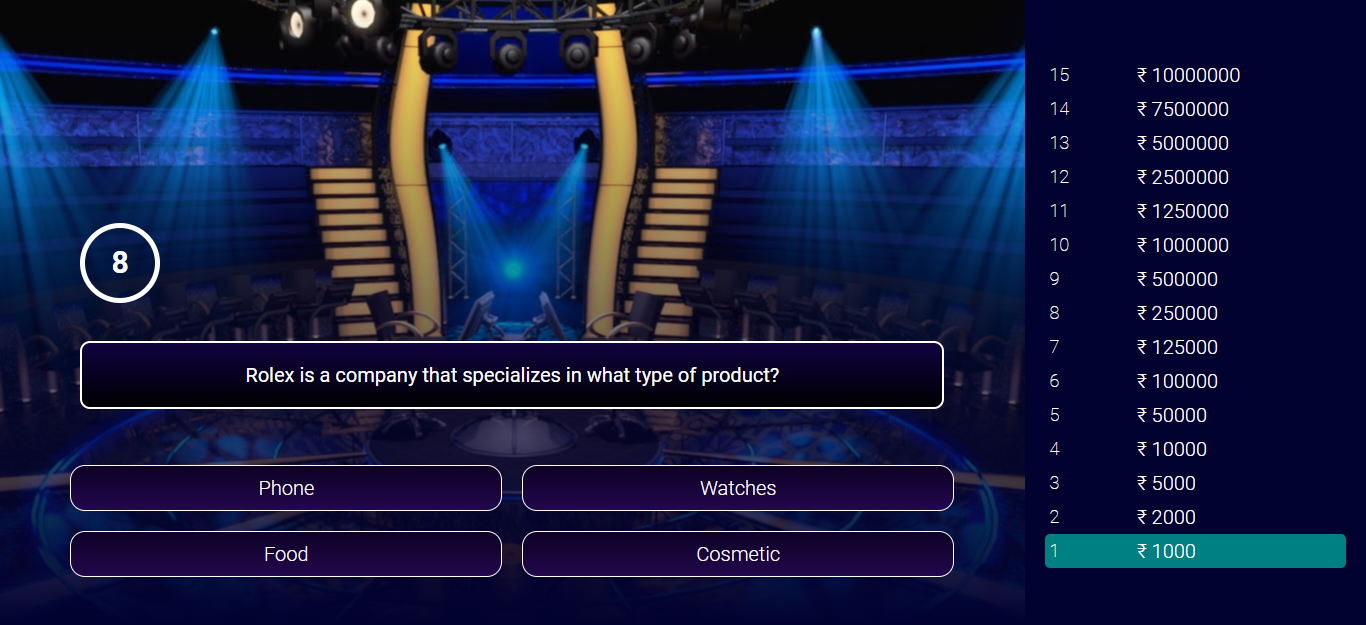 8
Rolex is a company that specializes in what type of product?
Phone
Watches
Food
Cosmetic
15 ₹ 10000000
14 ₹ 7500000
13 ₹ 5000000
12 ₹ 2500000
11 ₹ 1250000
10 ₹ 1000000
9 ₹ 500000
8 ₹ 250000
7 ₹ 125000
6 ₹ 100000
5 ₹ 50000
4 ₹ 10000
3 ₹ 5000
2 ₹ 2000
1 ₹ 1000